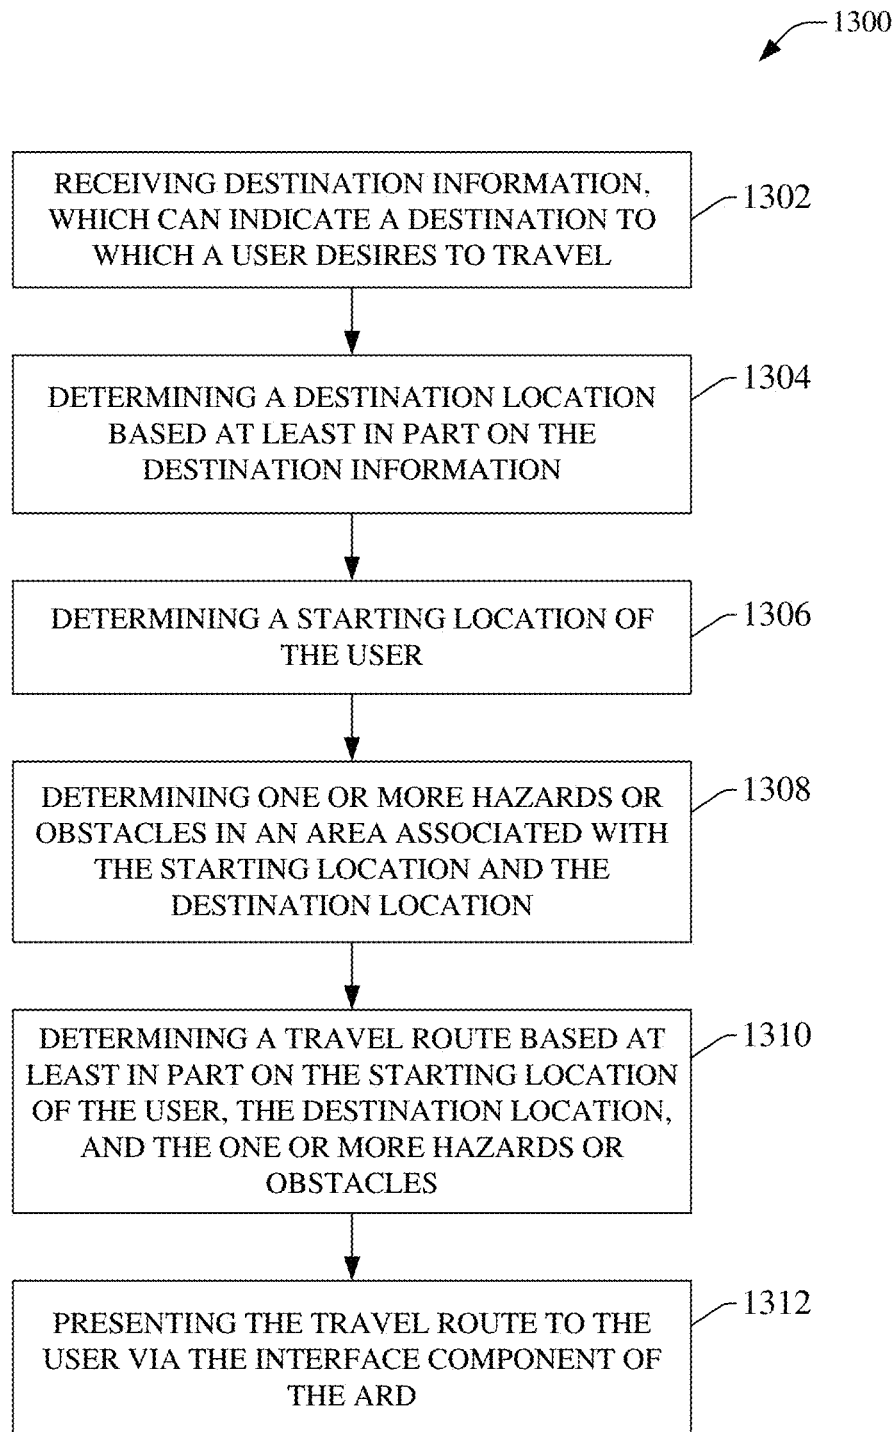 1300
RECEIVING DESTINATION INFORMATION,
WHICH CAN INDICATE A DESTINATION TO
WHICH A USER DESIRES TO TRAVEL
1302
DETERMINING A DESTINATION LOCATION
BASED AT LEAST IN PART ON THE
DESTINATION INFORMATION
1304
DETERMINING A STARTING LOCATION OF
THE USER
1306
DETERMINING ONE OR MORE HAZARDS OR
OBSTACLES IN AN AREA ASSOCIATED WITH
THE STARTING LOCATION AND THE
DESTINATION LOCATION
1308
DETERMINING A TRAVEL ROUTE BASED AT
LEAST IN PART ON THE STARTING LOCATION
OF THE USER, THE DESTINATION LOCATION,
AND THE ONE OR MORE HAZARDS OR
OBSTACLES
1310
PRESENTING THE TRAVEL ROUTE TO THE
USER VIA THE INTERFACE COMPONENT OF
THE ARD
1312